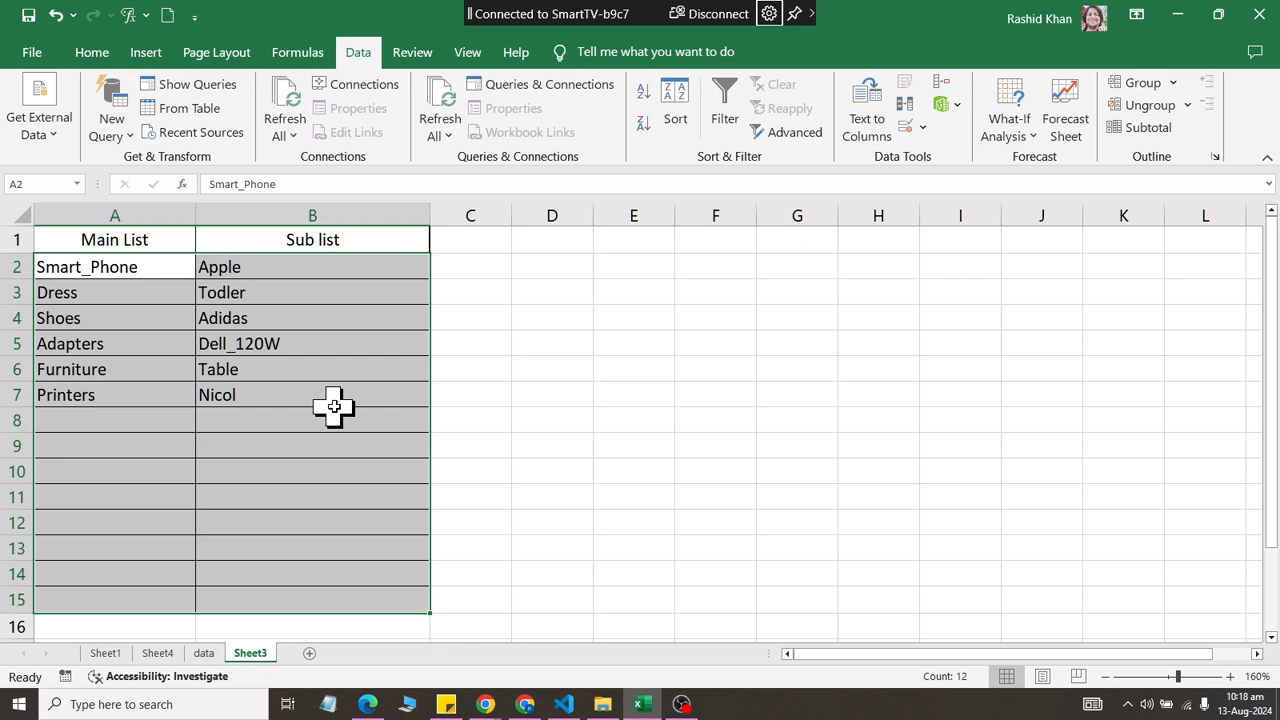 Connected to SmartTV-b9c7 Disconnect
Rashid Khan
File Home Insert Page Layout Formulas Data Review View Help Tell me what you want to do
Get External Data
New Query
Show Queries
From Table
Recent Sources
Get & Transform
Refresh All
Connections
Properties
Edit Links
Connections
Refresh All
Queries & Connections
Properties
Workbook Links
Queries & Connections
Sort
Filter
Clear
Reapply
Advanced
Sort & Filter
Text to Columns
Data Tools
What-If Analysis
Forecast Sheet
Forecast
Group
Ungroup
Subtotal
Outline
A2 fx Smart_Phone
A B C D E F G H I J K L
1 Main List Sub list
2 Smart_Phone Apple
3 Dress Todler
4 Shoes Adidas
5 Adapters Dell_120W
6 Furniture Table
7 Printers Nicol
8
9
10
11
12
13
14
15
16
Sheet1 Sheet4 data Sheet3
Ready Accessibility: Investigate Count: 12 160%
Type here to search
10:18 am
13-Aug-2024